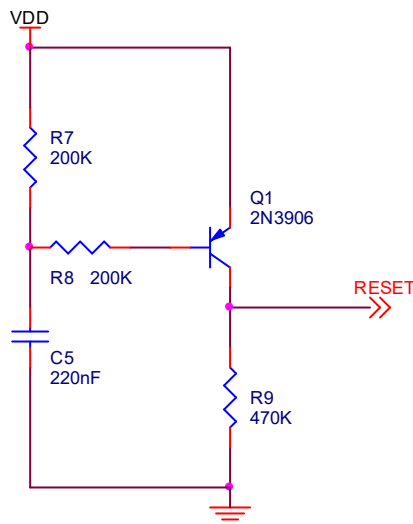 VDD
R7
200K
Q1
2N3906
R8 200K
RESET
C5
220nF
R9
470K